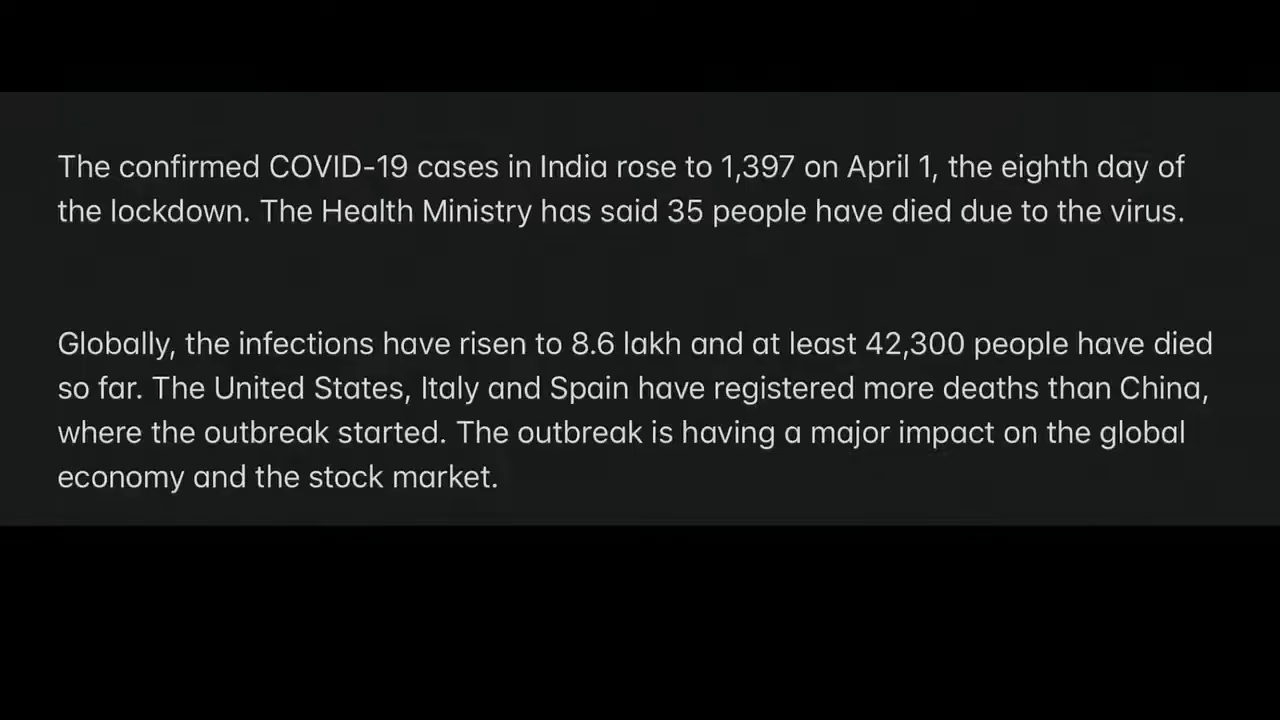 The confirmed COVID-19 cases in India rose to 1,397 on April 1, the eighth day of
the lockdown. The Health Ministry has said 35 people have died due to the virus.
Globally, the infections have risen to 8.6 lakh and at least 42,300 people have died
so far. The United States, Italy and Spain have registered more deaths than China,
where the outbreak started. The outbreak is having a major impact on the global
economy and the stock market.